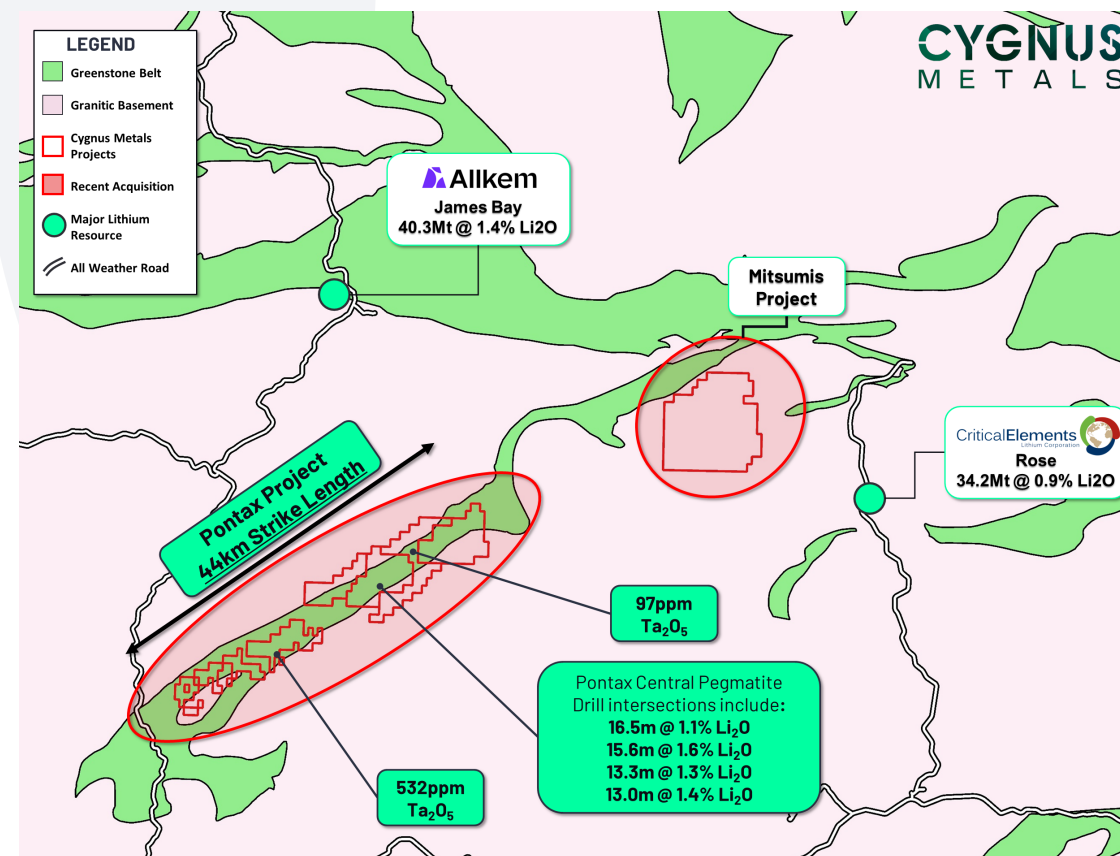 LEGEND
Greenstone Belt
Granitic Basement
Cygnus Metals
Projects
Recent Acquisition
Major Lithium
Resource
All Weather Road
CYGNUS
METALS
Allkem
James Bay
40.3Mt @ 1.4% Li2O
Mitsumis
Project
CriticalElements
Lithium Corporation
Rose
34.2Mt @ 0.9% Li2O
Pontax Project
44km Strike Length
97ppm
Ta₂O₅
Pontax Central Pegmatite
Drill intersections include:
16.5m @ 1.1% Li₂O
15.6m @ 1.6% Li₂O
13.3m @ 1.3% Li₂O
13.0m @ 1.4% Li₂O
532ppm
Ta₂O₅